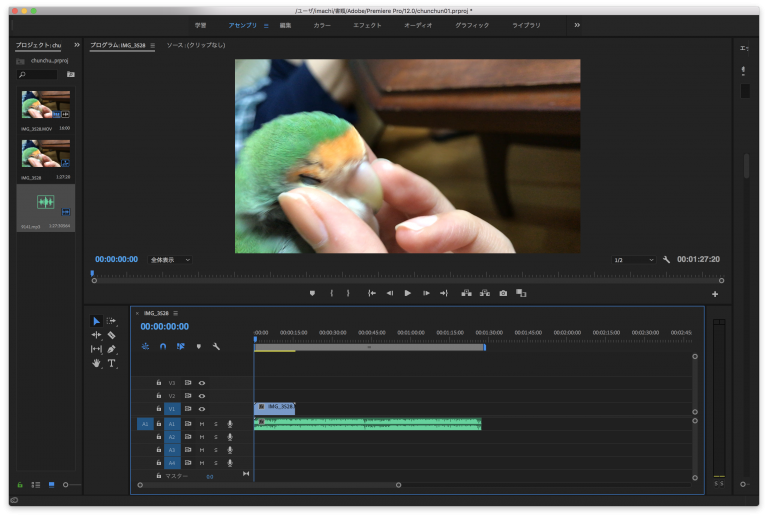 /ユーザ/imachi/書類/Adobe/Premiere Pro/12.0/chunchun01.prproj *
学習 アセンブリ 編集 カラー エフェクト オーディオ グラフィック ライブラリ
プロジェクト: chu
プログラム: IMG_3528
ソース: (クリップなし)
chunchu...prproj
IMG_3528.MOV 16:00
IMG_3528 1:27:20
00:00:00:00 全体表示 1/2 00:01:27:20
IMG_3528
00:00:00:00
:00:00 00:00:15:00 00:00:30:00 00:00:45:00 00:01:00:00 00:01:15:00 00:01:30:00 00:01:45:00 00:02:00:00 00:02:15:00 00:02:30:00 00:02:45
V3
V2
V1 IMG_3528
A1 A1 M S
A2 M S
A3 M S
A4 M S
マスター 0.0
S S